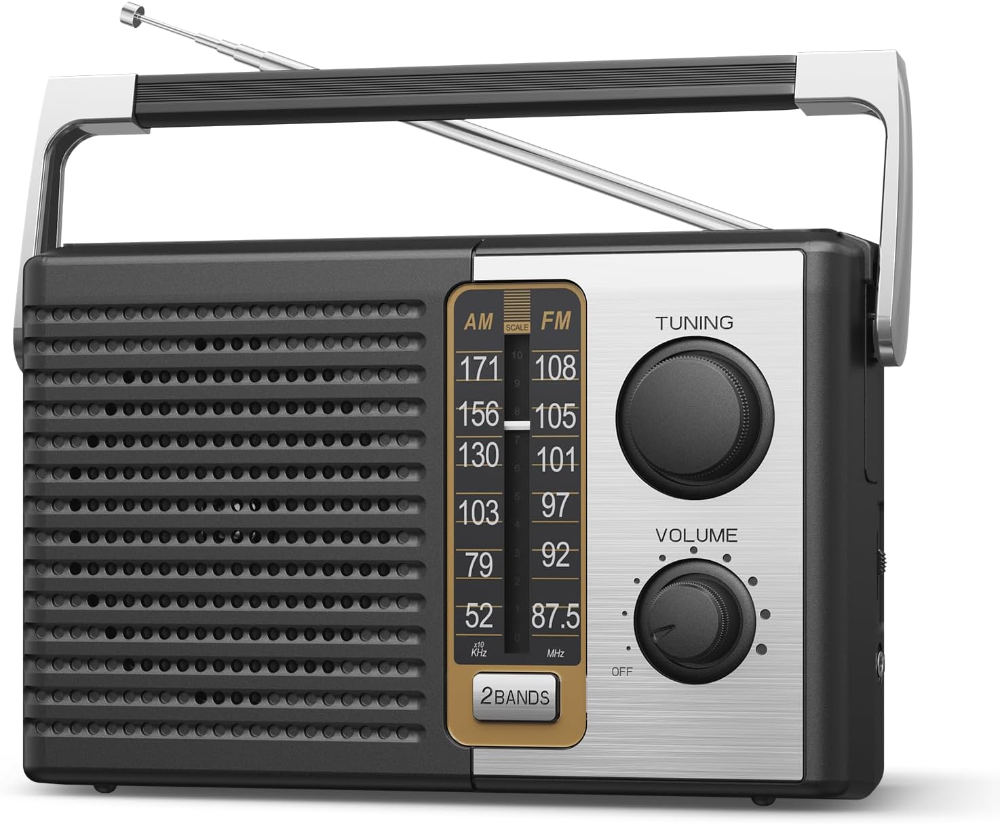 AM SCALE FM
171 10 108
9
156 8 105
7
130 6 101
5
103 4 97
3
79 2 92
1
52 0 87.5
x10
KHz MHz
2BANDS
TUNING
VOLUME
OFF